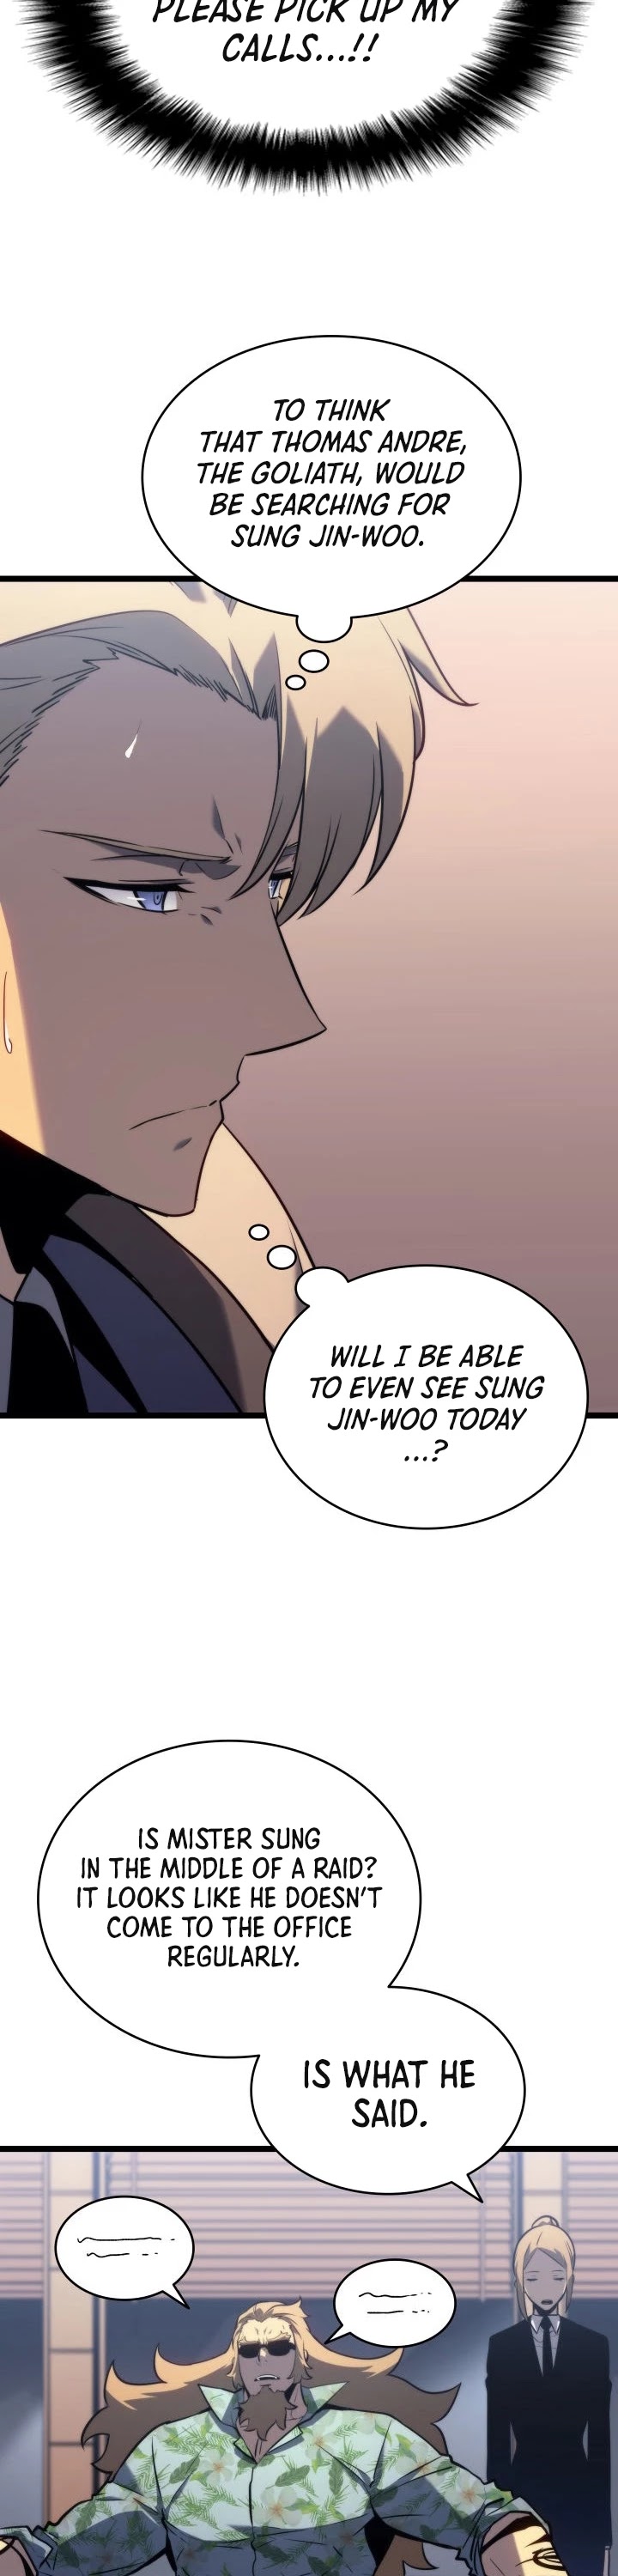 PLEASE PICK UP MY
CALLS...!!
TO THINK
THAT THOMAS ANDRE,
THE GOLIATH, WOULD
BE SEARCHING FOR
SUNG JIN-WOO.
WILL I BE ABLE
TO EVEN SEE SUNG
JIN-WOO TODAY
...?
IS MISTER SUNG
IN THE MIDDLE OF A RAID?
IT LOOKS LIKE HE DOESN'T
COME TO THE OFFICE
REGULARLY.
IS WHAT HE
SAID.